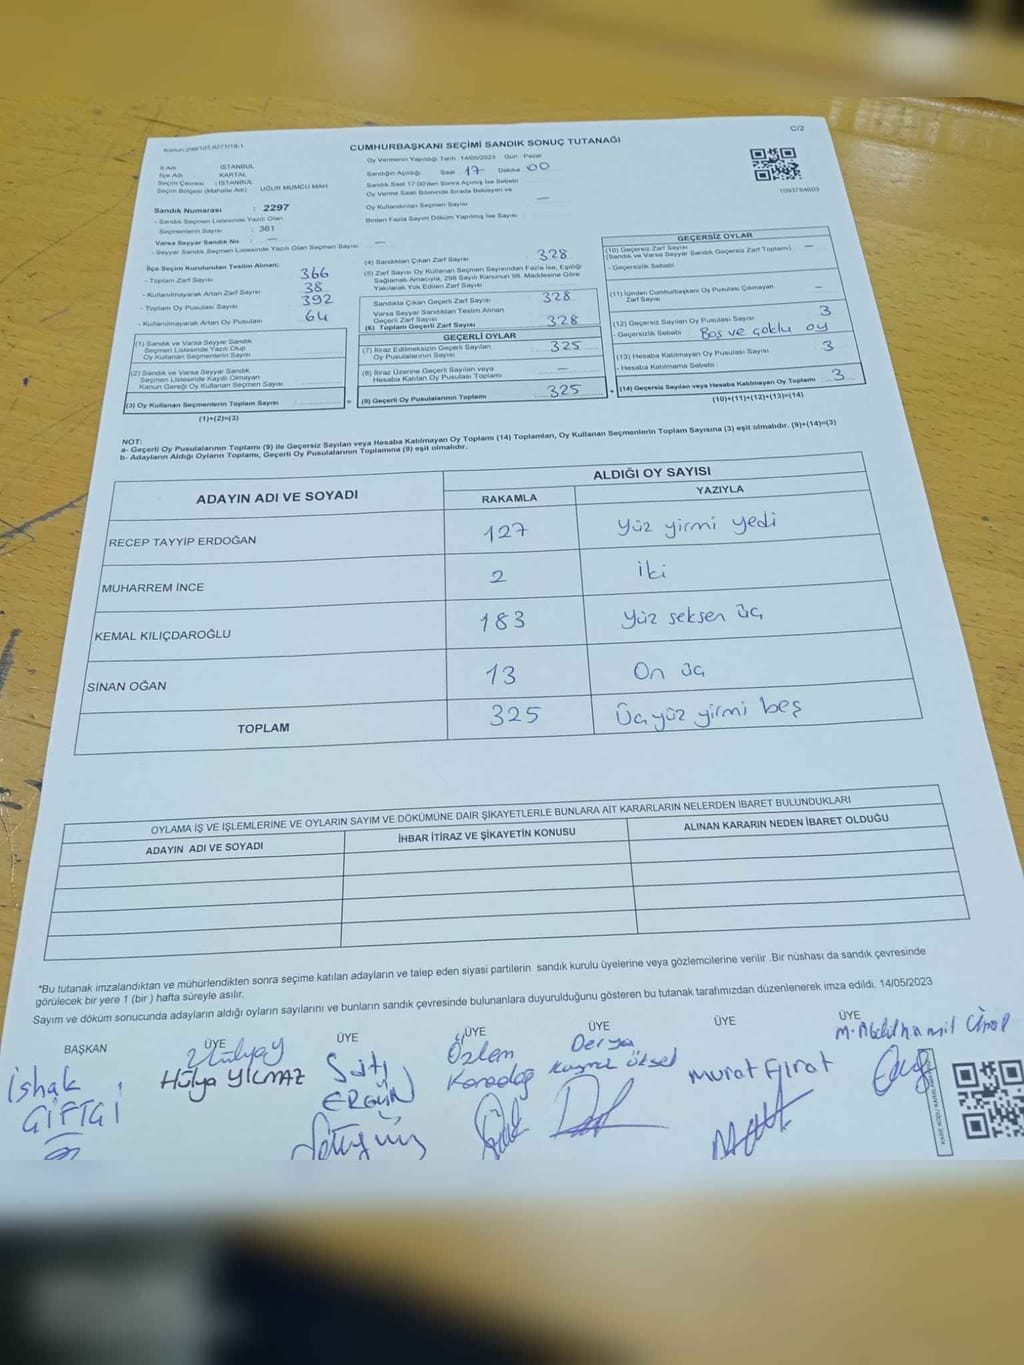 C/2
CUMHURBAŞKANI SEÇİMİ SANDIK SONUÇ TUTANAĞI
Oy Vermenin Yapıldığı Tarih 14/05/2023 Gün : Pazar
Sandığın Açıldığı Saat 17 Dakika 00
Sandık Saat 17:00'den Sonra Açılmış İse Sebebi
Oy Verme Saati Bitiminde Sırada Bekleyen ve
Oy Kullandırılan Seçmen Sayısı —
Birden Fazla Sayım Döküm Yapılmış İse Sayısı
1093784603
İl Adı : İSTANBUL
İlçe Adı : KARTAL
Seçim Çevresi : İSTANBUL
Seçim Bölgesi (Mahalle Adı) : UĞUR MUMCU MAH.
Sandık Numarası : 2297
- Sandık Seçmen Listesinde Yazılı Olan
Seçmenlerin Sayısı : 361
Varsa Seyyar Sandık No : —
- Seyyar Sandık Seçmen Listesinde Yazılı Olan Seçmen Sayısı —
İlçe Seçim Kurulundan Teslim Alınan;
- Toplam Zarf Sayısı 366
- Kullanılmayarak Artan Zarf Sayısı 38
- Toplam Oy Pusulası Sayısı 392
- Kullanılmayarak Artan Oy Pusulası 64
(1) Sandık ve Varsa Seyyar Sandık
Seçmen Listesinde Yazılı Olup
Oy Kullanan Seçmenlerin Sayısı
(2) Sandık ve Varsa Seyyar Sandık
Seçmen Listesinde Kayıtlı Olmayan
Kanun Gereği Oy Kullanan Seçmen Sayısı
(3) Oy Kullanan Seçmenlerin Toplam Sayısı =
(1)+(2)=(3)
(4) Sandıktan Çıkan Zarf Sayısı 328
(5) Zarf Sayısı Oy Kullanan Seçmen Sayısından Fazla İse, Eşitliği
Sağlamak Amacıyla, 298 Sayılı Kanunun 98. Maddesine Göre
Yakılarak Yok Edilen Zarf Sayısı
Sandıkta Çıkan Geçerli Zarf Sayısı 328
Varsa Seyyar Sandıktan Teslim Alınan
Geçerli Zarf Sayısı
(6) Toplam Geçerli Zarf Sayısı 328
GEÇERLİ OYLAR
(7) İtiraz Edilmeksizin Geçerli Sayılan
Oy Pusulalarının Sayısı 325
(8) İtiraz Üzerine Geçerli Sayılan veya
Hesaba Katılan Oy Pusulası Toplamı —
(9) Geçerli Oy Pusulalarının Toplamı 325 +
GEÇERSİZ OYLAR
(10) Geçersiz Zarf Sayısı
(Sandık ve Varsa Seyyar Sandık Geçersiz Zarf Toplamı) —
- Geçersizlik Sebebi
(11) İçinden Cumhurbaşkanı Oy Pusulası Çıkmayan
Zarf Sayısı —
(12) Geçersiz Sayılan Oy Pusulası Sayısı 3
- Geçersizlik Sebebi Boş ve çoklu oy
(13) Hesaba Katılmayan Oy Pusulası Sayısı 3
- Hesaba Katılmama Sebebi
(14) Geçersiz Sayılan veya Hesaba Katılmayan Oy Toplamı 3
(10)+(11)+(12)+(13)=(14)
NOT:
a- Geçerli Oy Pusulalarının Toplamı (9) ile Geçersiz Sayılan veya Hesaba Katılmayan Oy Toplamı (14) Toplamları, Oy Kullanan Seçmenlerin Toplam Sayısına (3) eşit olmalıdır. (9)+(14)=(3)
b- Adayların Aldığı Oyların Toplamı, Geçerli Oy Pusulalarının Toplamına (9) eşit olmalıdır.
ADAYIN ADI VE SOYADI
ALDIĞI OY SAYISI
RAKAMLA YAZIYLA
RECEP TAYYİP ERDOĞAN 127 Yüz yirmi yedi
MUHARREM İNCE 2 iki
KEMAL KILIÇDAROĞLU 183 Yüz seksen üç
SİNAN OĞAN 13 On üç
TOPLAM 325 Üçyüz yirmi beş
OYLAMA İŞ VE İŞLEMLERİNE VE OYLARIN SAYIM VE DÖKÜMÜNE DAİR ŞİKAYETLERLE BUNLARA AİT KARARLARIN NELERDEN İBARET BULUNDUKLARI
ADAYIN ADI VE SOYADI İHBAR İTİRAZ VE ŞİKAYETİN KONUSU ALINAN KARARIN NEDEN İBARET OLDUĞU
*Bu tutanak imzalandıktan ve mühürlendikten sonra seçime katılan adayların ve talep eden siyasi partilerin sandık kurulu üyelerine veya gözlemcilerine verilir .Bir nüshası da sandık çevresinde
görülecek bir yere 1 (bir ) hafta süreyle asılır.
Sayım ve döküm sonucunda adayların aldığı oyların sayılarını ve bunların sandık çevresinde bulunanlara duyurulduğunu gösteren bu tutanak tarafımızdan düzenlenerek imza edildi. 14/05/2023
BAŞKAN ÜYE ÜYE ÜYE ÜYE ÜYE ÜYE
ishak
ÇİFTÇİ
Hülya YILMAZ
Satı
ERGÜN
Özlem
Karadağ
Derya
Murat Fırat